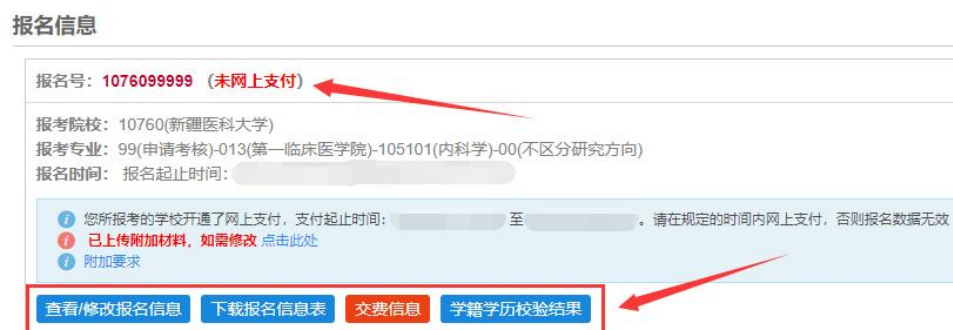 报名信息
报名号：1076099999 （未网上支付）
报考院校：10760(新疆医科大学)
报考专业：99(申请考核)-013(第一临床医学院)-105101(内科学)-00(不区分研究方向)
报名时间： 报名起止时间：
您所报考的学校开通了网上支付，支付起止时间： 至 。请在规定的时间内网上支付，否则报名数据无效
已上传附加材料，如需修改 点击此处
附加要求
查看/修改报名信息 下载报名信息表 交费信息 学籍学历校验结果